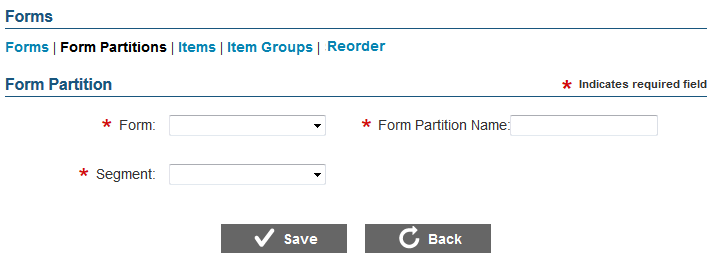 Forms
Forms | Form Partitions | Items | Item Groups | Reorder
Form Partition * Indicates required field
* Form: * Form Partition Name:
* Segment:
Save Back